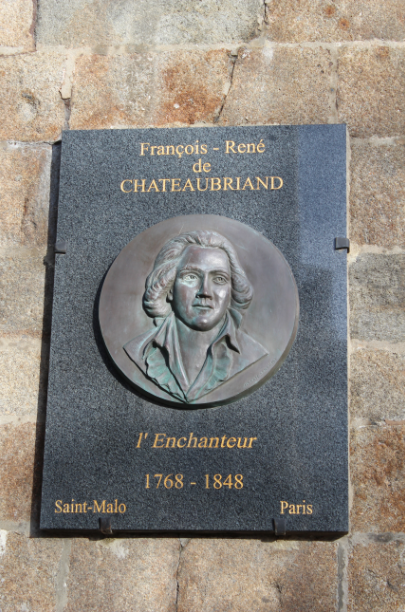 François - René
de
CHATEAUBRIAND
l' Enchanteur
1768 - 1848
Saint-Malo Paris